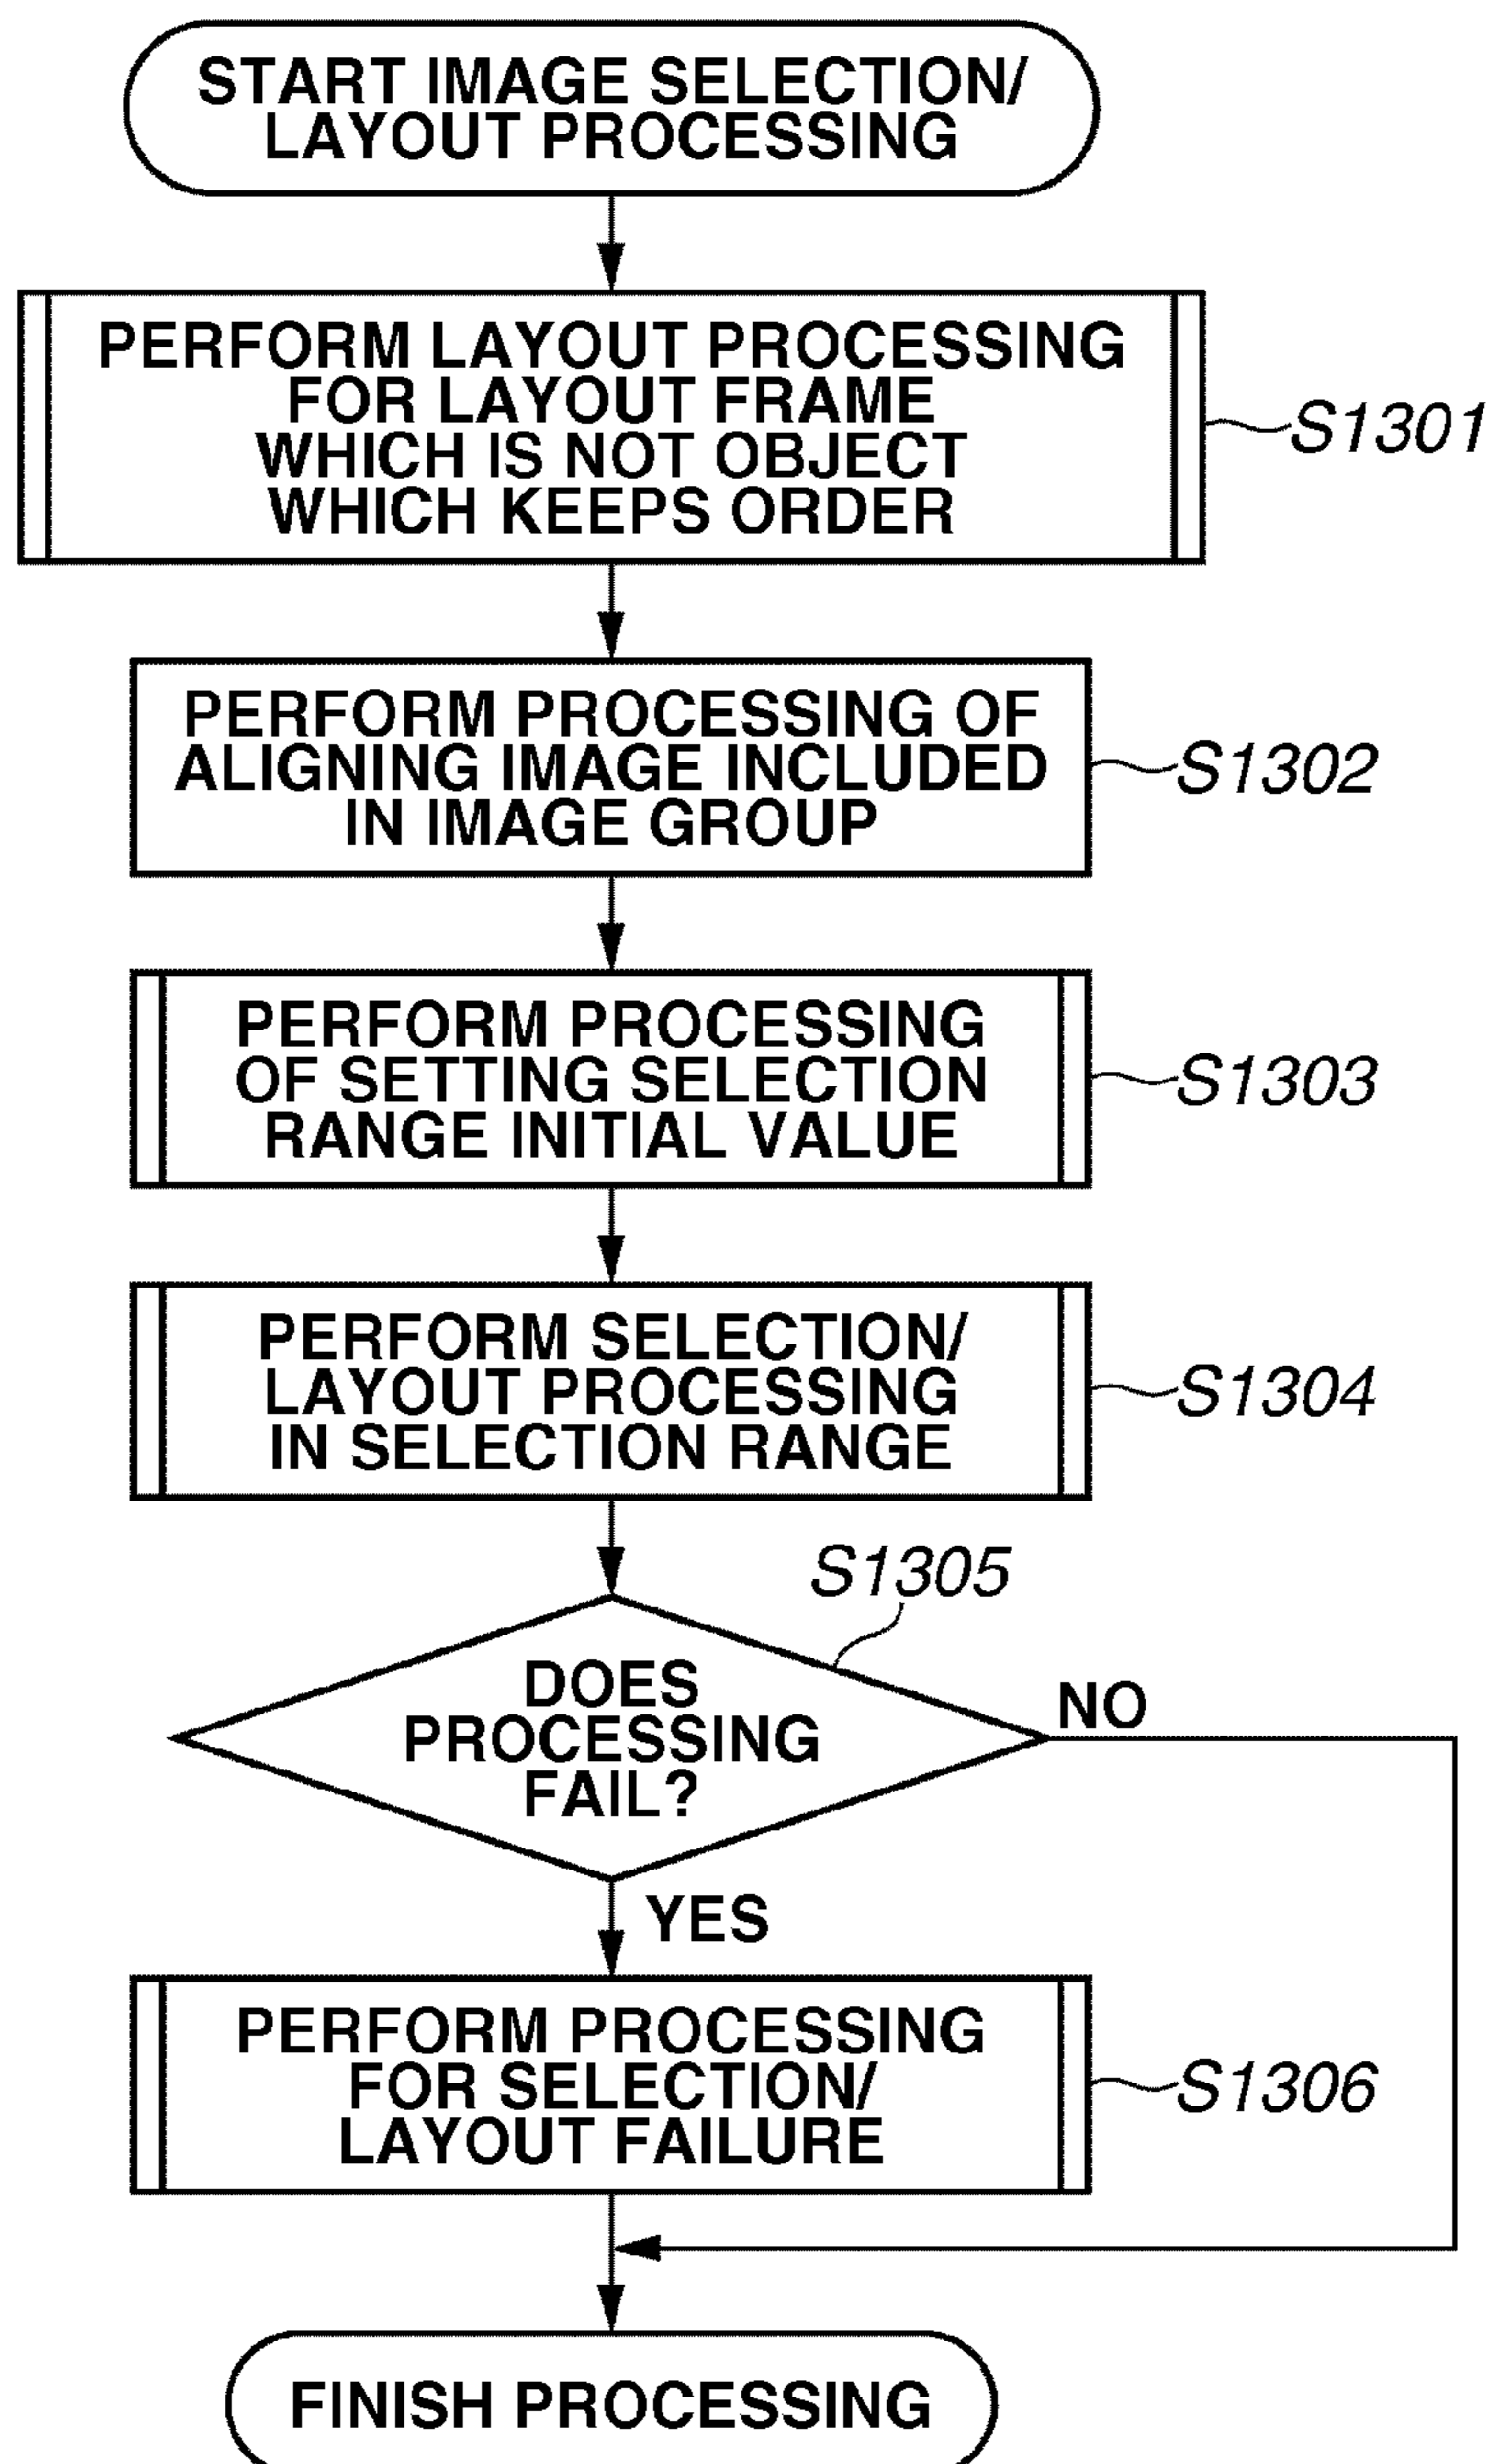 START IMAGE SELECTION/
LAYOUT PROCESSING
PERFORM LAYOUT PROCESSING
FOR LAYOUT FRAME
WHICH IS NOT OBJECT
WHICH KEEPS ORDER
S1301
PERFORM PROCESSING OF
ALIGNING IMAGE INCLUDED
IN IMAGE GROUP
S1302
PERFORM PROCESSING
OF SETTING SELECTION
RANGE INITIAL VALUE
S1303
PERFORM SELECTION/
LAYOUT PROCESSING
IN SELECTION RANGE
S1304
S1305
DOES
PROCESSING
FAIL?
NO
YES
PERFORM PROCESSING
FOR SELECTION/
LAYOUT FAILURE
S1306
FINISH PROCESSING